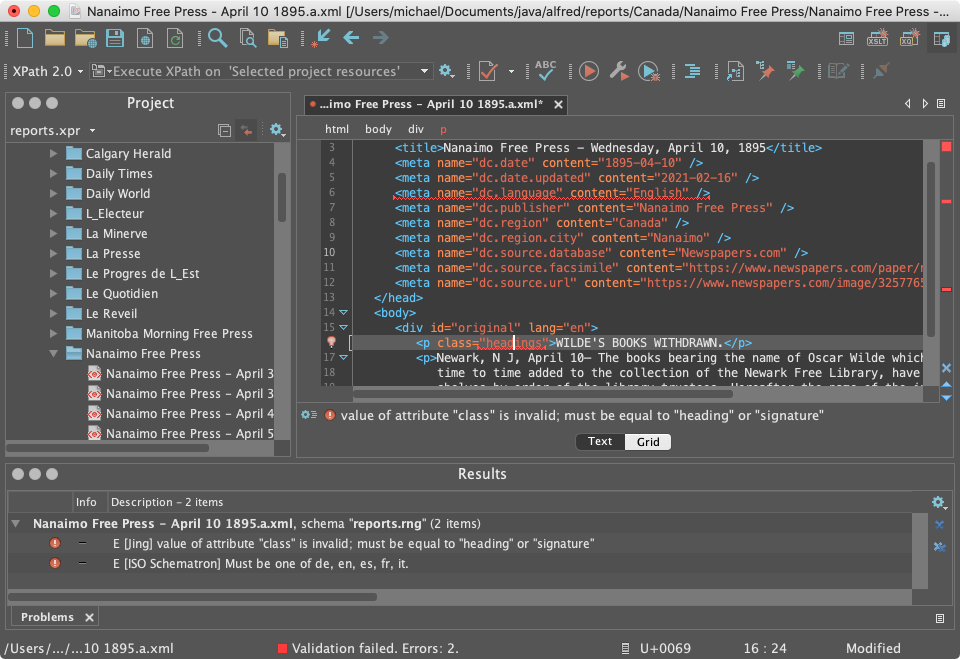 Nanaimo Free Press - April 10 1895.a.xml [/Users/michael/Documents/java/alfred/reports/Canada/Nanaimo Free Press/Nanaimo Free Press -...
XSLT XQ
XPath 2.0 Execute XPath on 'Selected project resources' ABC
Project
reports.xpr
Calgary Herald
Daily Times
Daily World
L_Electeur
La Minerve
La Presse
Le Progres de L_Est
Le Quotidien
Le Reveil
Manitoba Morning Free Press
Nanaimo Free Press
Nanaimo Free Press - April 3
Nanaimo Free Press - April 3
Nanaimo Free Press - April 4
Nanaimo Free Press - April 5
...imo Free Press - April 10 1895.a.xml*
html body div p
3 <title>Nanaimo Free Press - Wednesday, April 10, 1895</title>
4 <meta name="dc.date" content="1895-04-10" />
5 <meta name="dc.date.updated" content="2021-02-16" />
6 <meta name="dc.language" content="English" />
7 <meta name="dc.publisher" content="Nanaimo Free Press" />
8 <meta name="dc.region" content="Canada" />
9 <meta name="dc.region.city" content="Nanaimo" />
10 <meta name="dc.source.database" content="Newspapers.com" />
11 <meta name="dc.source.facsimile" content="https://www.newspapers.com/paper/
12 <meta name="dc.source.url" content="https://www.newspapers.com/image/3257765
13 </head>
14 <body>
15 <div id="original" lang="en">
<p class="headings">WILDE'S BOOKS WITHDRAWN.</p>
17 <p>Newark, N J, April 10— The books bearing the name of Oscar Wilde which
time to time added to the collection of the Newark Free Library, have
shelves by order of the library trustees. Hereafter the name of the
value of attribute "class" is invalid; must be equal to "heading" or "signature"
Text Grid
Results
Info Description - 2 items
Nanaimo Free Press - April 10 1895.a.xml, schema "reports.rng" (2 items)
E [Jing] value of attribute "class" is invalid; must be equal to "heading" or "signature"
E [ISO Schematron] Must be one of de, en, es, fr, it.
Problems
/Users/.../...10 1895.a.xml Validation failed. Errors: 2. U+0069 16 : 24 Modified